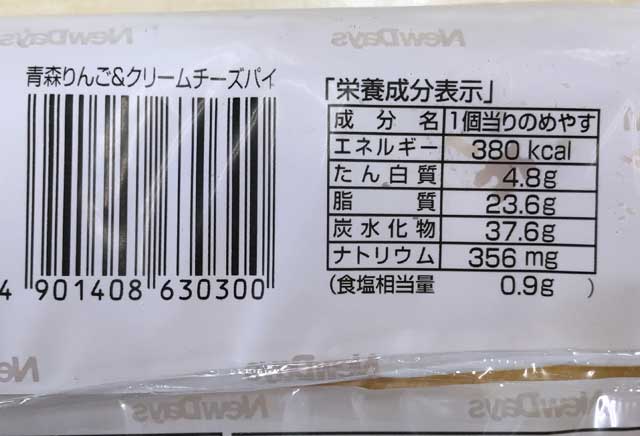 NewDays NewDays
青森りんご&クリームチーズパイ
4 901408 630300
「栄養成分表示」
成分名 1個当りのめやす
エネルギー 380 kcal
たん白質 4.8g
脂質 23.6g
炭水化物 37.6g
ナトリウム 356 mg
(食塩相当量 0.9g )
NewDays NewDays
NewDays NewDays